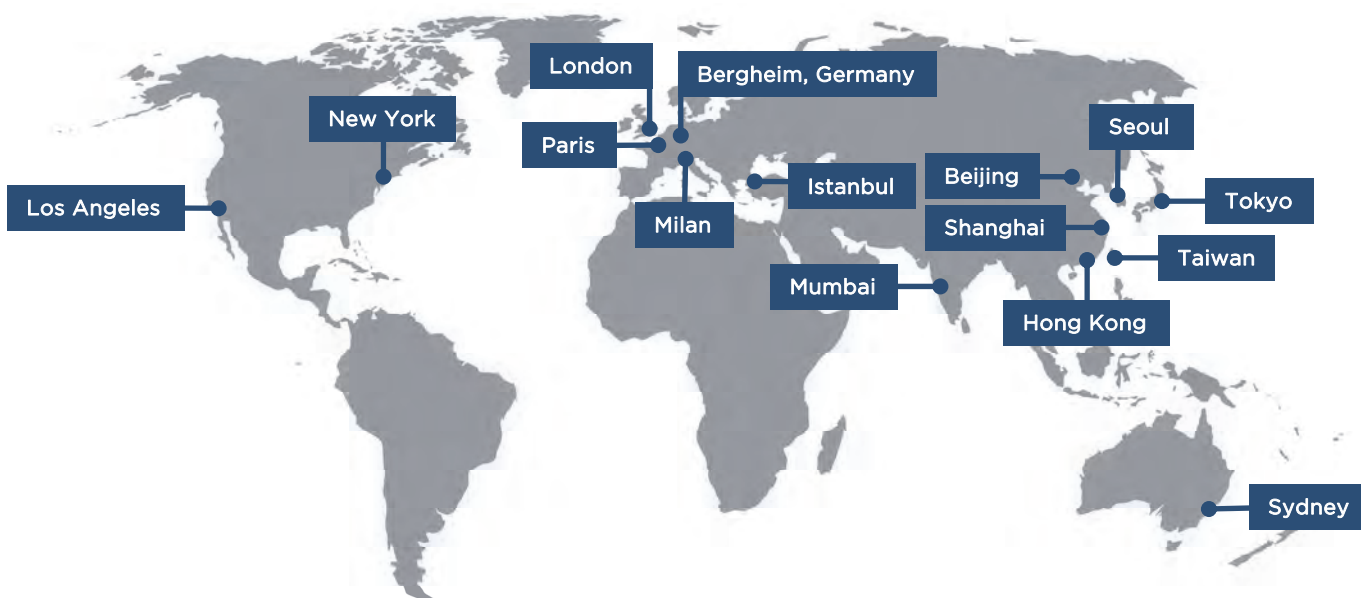 London
Bergheim, Germany
New York
Seoul
Paris
Istanbul
Beijing
Los Angeles
Milan
Tokyo
Shanghai
Taiwan
Mumbai
Hong Kong
Sydney